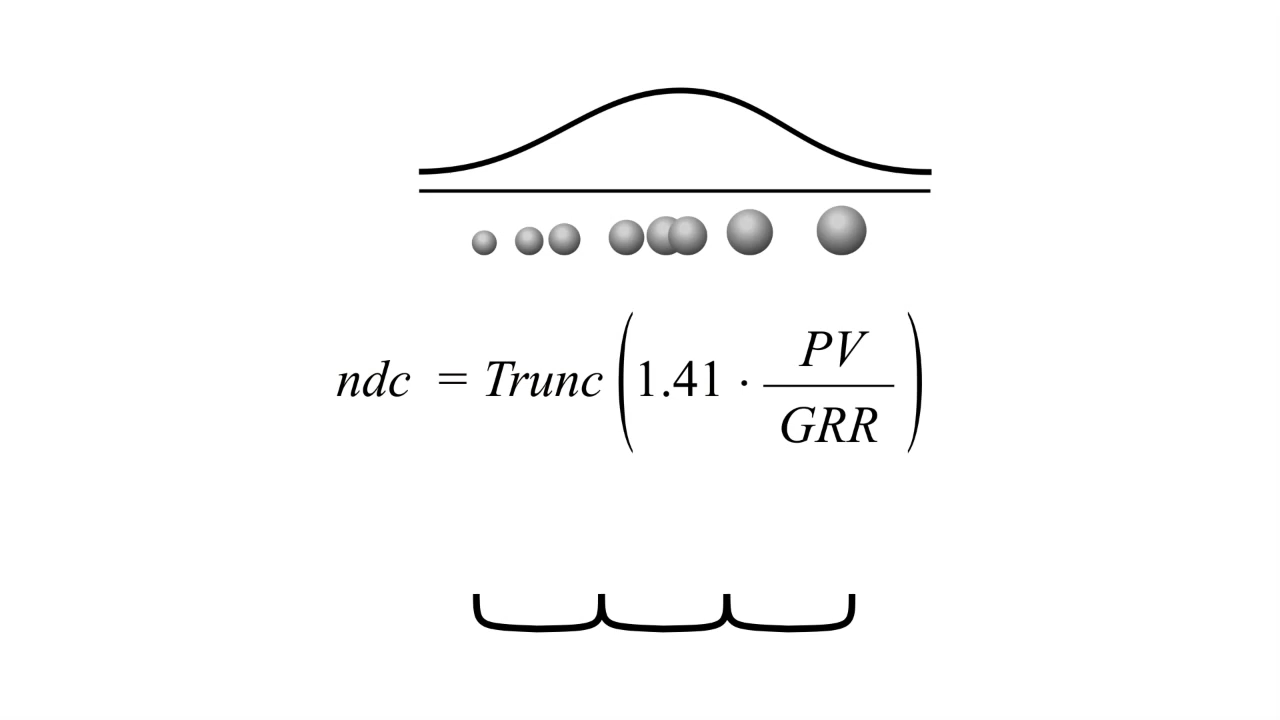 ndc = Trunc (1.41 · PV / GRR)